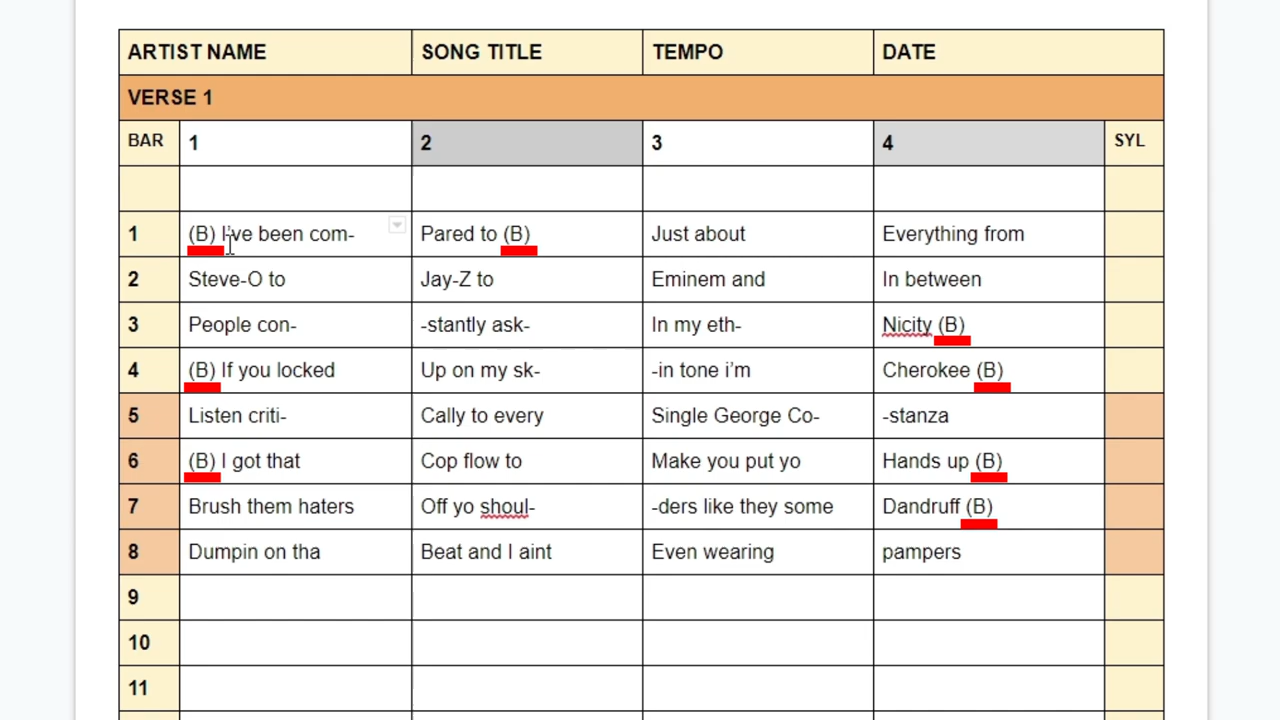 ARTIST NAME SONG TITLE TEMPO DATE
VERSE 1
BAR 1 2 3 4 SYL
1 (B) I've been com- Pared to (B) Just about Everything from
2 Steve-O to Jay-Z to Eminem and In between
3 People con- -stantly ask- In my eth- Nicity (B)
4 (B) If you locked Up on my sk- -in tone i'm Cherokee (B)
5 Listen criti- Cally to every Single George Co- -stanza
6 (B) I got that Cop flow to Make you put yo Hands up (B)
7 Brush them haters Off yo shoul- -ders like they some Dandruff (B)
8 Dumpin on tha Beat and I aint Even wearing pampers
9
10
11